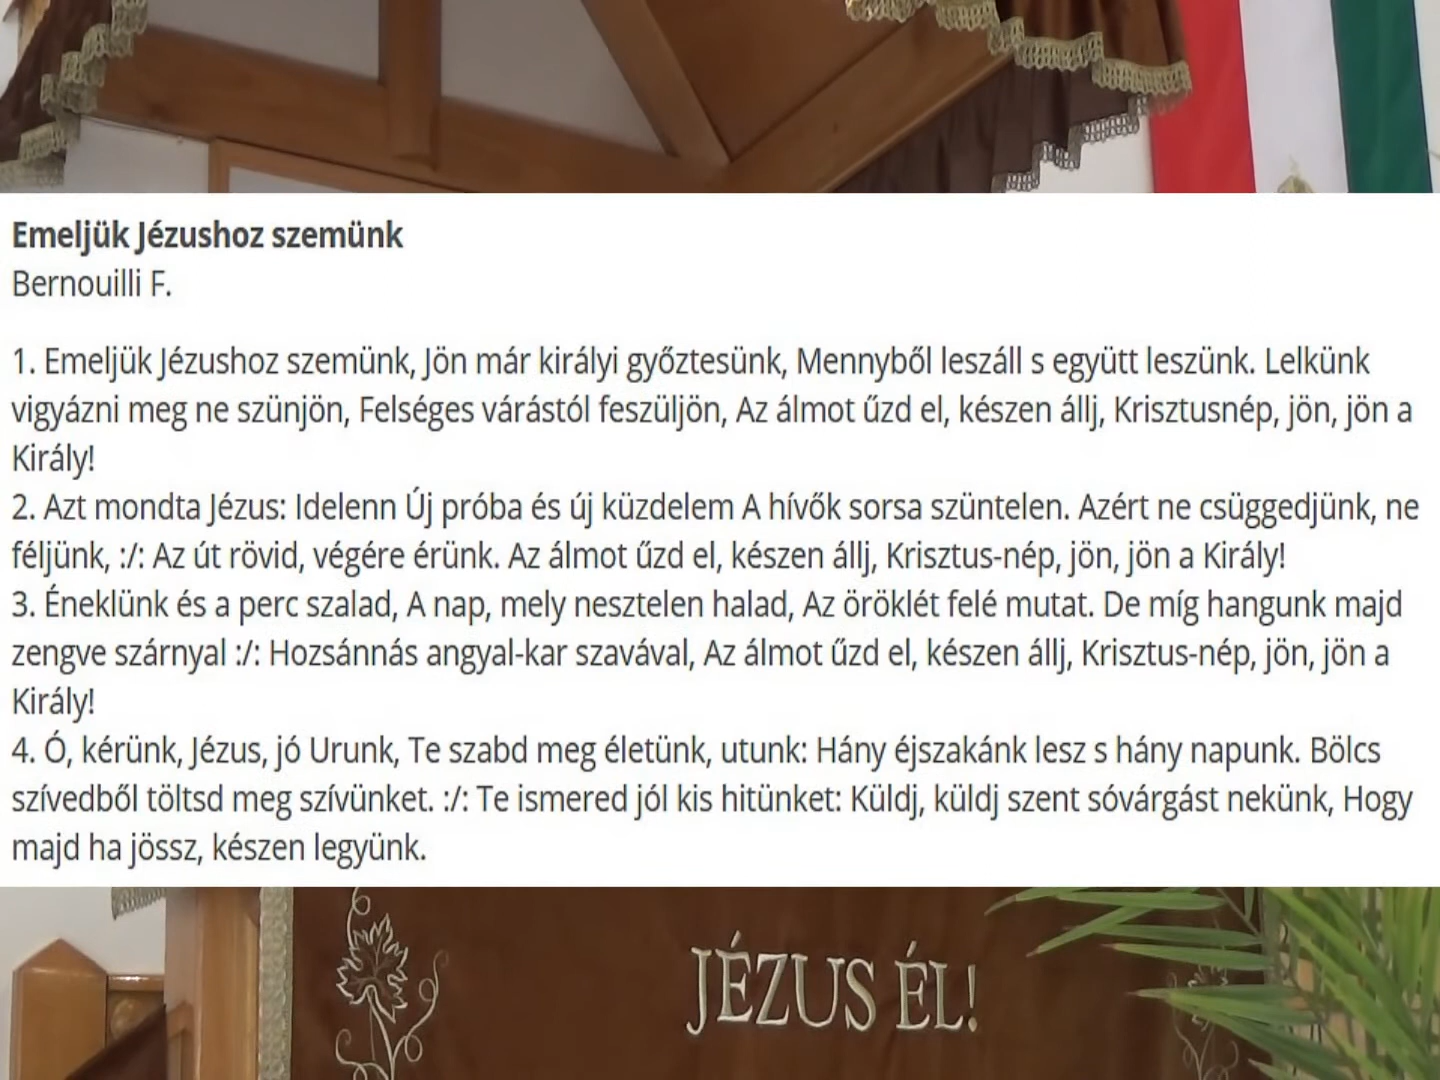 Emeljük Jézushoz szemünk
Bernouilli F.
1. Emeljük Jézushoz szemünk, Jön már királyi győztesünk, Mennyből leszáll s együtt leszünk. Lelkünk
vigyázni meg ne szünjön, Felséges várástól feszüljön, Az álmot űzd el, készen állj, Krisztusnép, jön, jön a
Király!
2. Azt mondta Jézus: Idelenn Új próba és új küzdelem A hívők sorsa szüntelen. Azért ne csüggedjünk, ne
féljünk, :/: Az út rövid, végére érünk. Az álmot űzd el, készen állj, Krisztus-nép, jön, jön a Király!
3. Éneklünk és a perc szalad, A nap, mely nesztelen halad, Az öröklét felé mutat. De míg hangunk majd
zengve szárnyal :/: Hozsánnás angyal-kar szavával, Az álmot űzd el, készen állj, Krisztus-nép, jön, jön a
Király!
4. Ó, kérünk, Jézus, jó Urunk, Te szabd meg életünk, utunk: Hány éjszakánk lesz s hány napunk. Bölcs
szívedből töltsd meg szívünket. :/: Te ismered jól kis hitünket: Küldj, küldj szent sóvárgást nekünk, Hogy
majd ha jössz, készen legyünk.
JÉZUS ÉL!